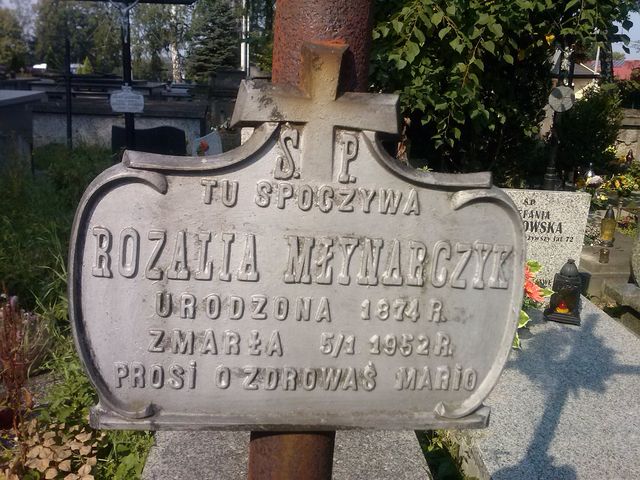 Ś. P.
TU SPOCZYWA
ROZALIA MŁYNARCZYK
URODZONA 1874 R.
ZMARŁA 5/1 1952 R.
PROSI O ZDROWAŚ MARIO
Ś.P.